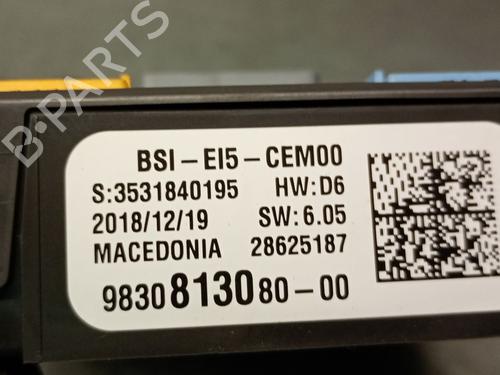 B-PARTS
BSI-EI5-CEM00
S:3531840195 HW:D6
2018/12/19 SW:6.05
MACEDONIA 28625187
9830813080-00